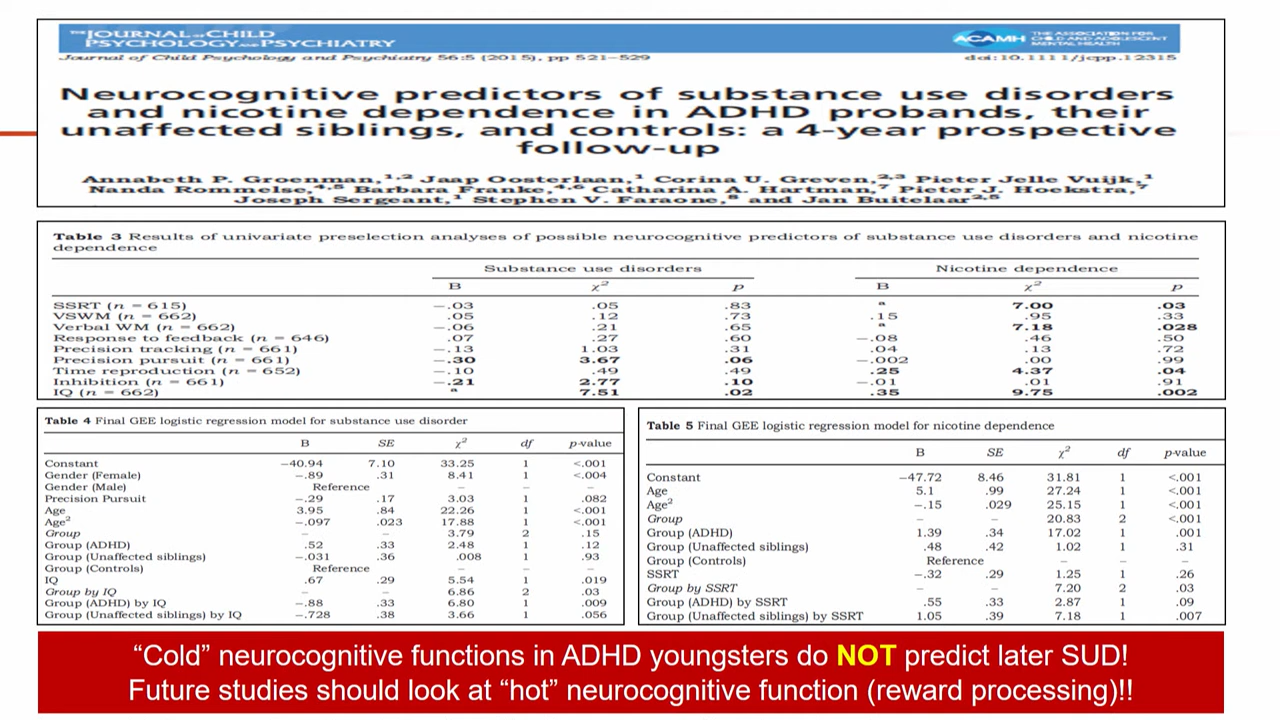 THE JOURNAL OF CHILD
PSYCHOLOGY AND PSYCHIATRY
ACAMH
THE ASSOCIATION FOR
CHILD AND ADOLESCENT
MENTAL HEALTH
Journal of Child Psychology and Psychiatry 56:5 (2015), pp 521–529
doi:10.1111/jcpp.12315
Neurocognitive predictors of substance use disorders
and nicotine dependence in ADHD probands, their
unaffected siblings, and controls: a 4-year prospective
follow-up
Annabeth P. Groenman,1,2 Jaap Oosterlaan,1 Corina U. Greven,2,3 Pieter Jelle Vuijk,1
Nanda Rommelse,4,5 Barbara Franke,4,6 Catharina A. Hartman,7 Pieter J. Hoekstra,7
Joseph Sergeant,1 Stephen V. Faraone,8 and Jan Buitelaar2,5
Table 3 Results of univariate preselection analyses of possible neurocognitive predictors of substance use disorders and nicotine
dependence
Substance use disorders Nicotine dependence
B χ2 p B χ2 p
SSRT (n = 615) −.03 .05 .83 a 7.00 .03
VSWM (n = 662) .05 .12 .73 .15 .95 .33
Verbal WM (n = 662) −.06 .21 .65 a 7.18 .028
Response to feedback (n = 646) .07 .27 .60 −.08 .46 .50
Precision tracking (n = 661) −.13 1.03 .31 .04 .13 .72
Precision pursuit (n = 661) −.30 3.67 .06 −.002 .00 .99
Time reproduction (n = 652) −.10 .49 .49 .25 4.37 .04
Inhibition (n = 661) −.21 2.77 .10 −.01 .01 .91
IQ (n = 662) a 7.51 .02 .35 9.75 .002
Table 4 Final GEE logistic regression model for substance use disorder
B SE χ2 df p-value
Constant −40.94 7.10 33.25 1 <.001
Gender (Female) −.89 .31 8.41 1 <.004
Gender (Male) Reference – – –
Precision Pursuit −.29 .17 3.03 1 .082
Age 3.95 .84 22.26 1 <.001
Age2 −.097 .023 17.88 1 <.001
Group – – 3.79 2 .15
Group (ADHD) .52 .33 2.48 1 .12
Group (Unaffected siblings) −.031 .36 .008 1 .93
Group (Controls) Reference – – –
IQ .67 .29 5.54 1 .019
Group by IQ – – 6.86 2 .03
Group (ADHD) by IQ −.88 .33 6.80 1 .009
Group (Unaffected siblings) by IQ −.728 .38 3.66 1 .056
Table 5 Final GEE logistic regression model for nicotine dependence
B SE χ2 df p-value
Constant −47.72 8.46 31.81 1 <.001
Age 5.1 .99 27.24 1 <.001
Age2 −.15 .029 25.15 1 <.001
Group – – 20.83 2 <.001
Group (ADHD) 1.39 .34 17.02 1 .001
Group (Unaffected siblings) .48 .42 1.02 1 .31
Group (Controls) Reference – – –
SSRT −.32 .29 1.25 1 .26
Group by SSRT – – 7.20 2 .03
Group (ADHD) by SSRT .55 .33 2.87 1 .09
Group (Unaffected siblings) by SSRT 1.05 .39 7.18 1 .007
“Cold” neurocognitive functions in ADHD youngsters do NOT predict later SUD!
Future studies should look at “hot” neurocognitive function (reward processing)!!